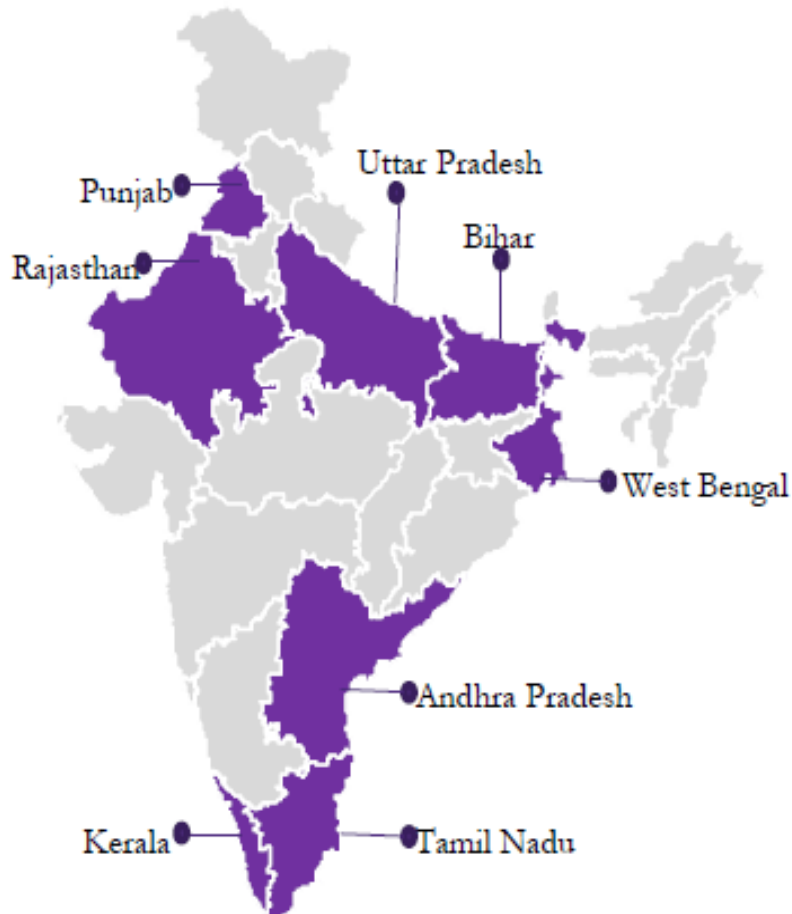 Uttar Pradesh
Punjab
Bihar
Rajasthan
West Bengal
Andhra Pradesh
Kerala
Tamil Nadu